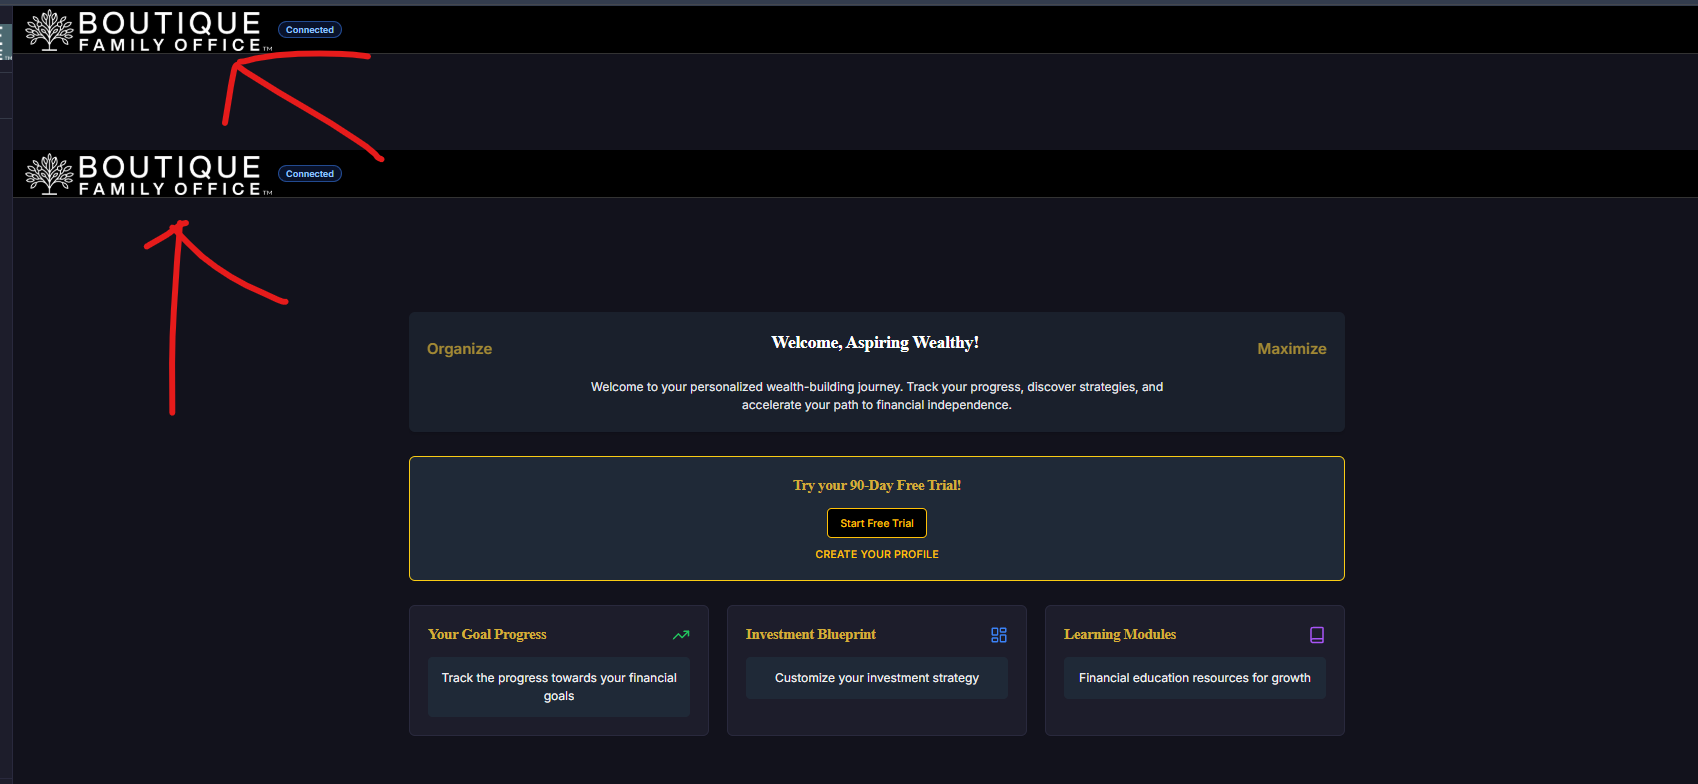 BOUTIQUE
FAMILY OFFICE™
Connected
BOUTIQUE
FAMILY OFFICE™
Connected
Organize
Welcome, Aspiring Wealthy!
Maximize
Welcome to your personalized wealth-building journey. Track your progress, discover strategies, and
accelerate your path to financial independence.
Try your 90-Day Free Trial!
Start Free Trial
CREATE YOUR PROFILE
Your Goal Progress
Track the progress towards your financial
goals
Investment Blueprint
Customize your investment strategy
Learning Modules
Financial education resources for growth